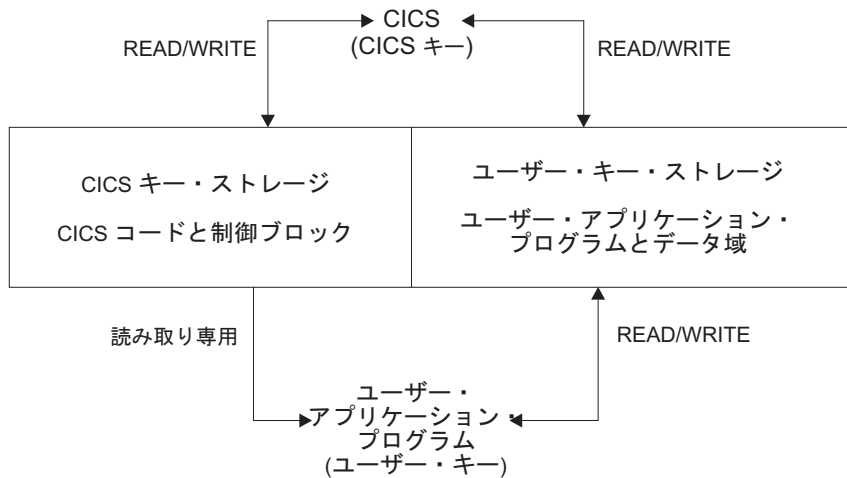 CICS
(CICS キー)
READ/WRITE
READ/WRITE
CICS キー・ストレージ
CICS コードと制御ブロック
ユーザー・キー・ストレージ
ユーザー・アプリケーション・
プログラムとデータ域
読み取り専用
READ/WRITE
ユーザー・
アプリケーション・
プログラム
(ユーザー・キー)